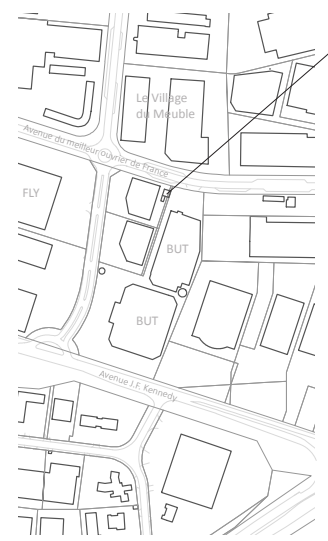 Le Village
du Meuble
Avenue du meilleur ouvrier de France
FLY
BUT
BUT
Avenue J.F. Kennedy